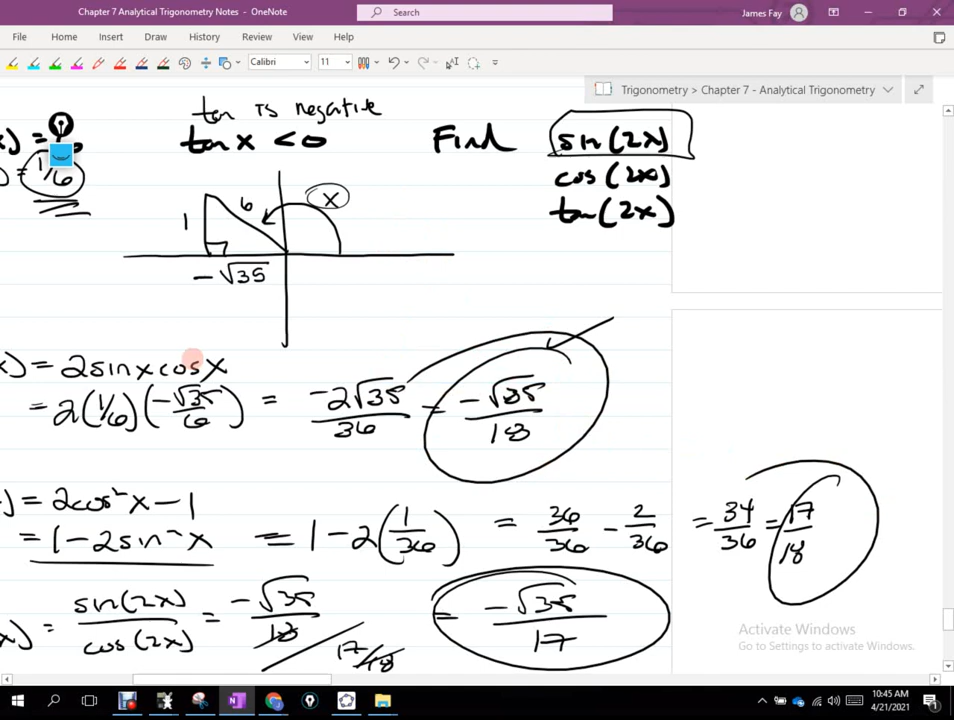 Chapter 7 Analytical Trigonometry Notes - OneNote
Search
James Fay
File Home Insert Draw History Review View Help
Calibri 11
Trigonometry > Chapter 7 - Analytical Trigonometry
tan is negative
x) =
tan x < 0
Find sin(2x)
cos(2x)
tan(2x)
) = 1/6
x
6
1
-√35
x) = 2sinxcosx
= 2(1/6)(-√35/6) = -2√35/36 = -√35/18
) = 2cos²x-1
= 1-2sin²x = 1-2(1/36) = 36/36 - 2/36 = 34/36 = 17/18
x) = sin(2x)/cos(2x) = -√35/18 / 17/18 = -√35/17
Activate Windows
Go to Settings to activate Windows.
10:45 AM
4/21/2021
1